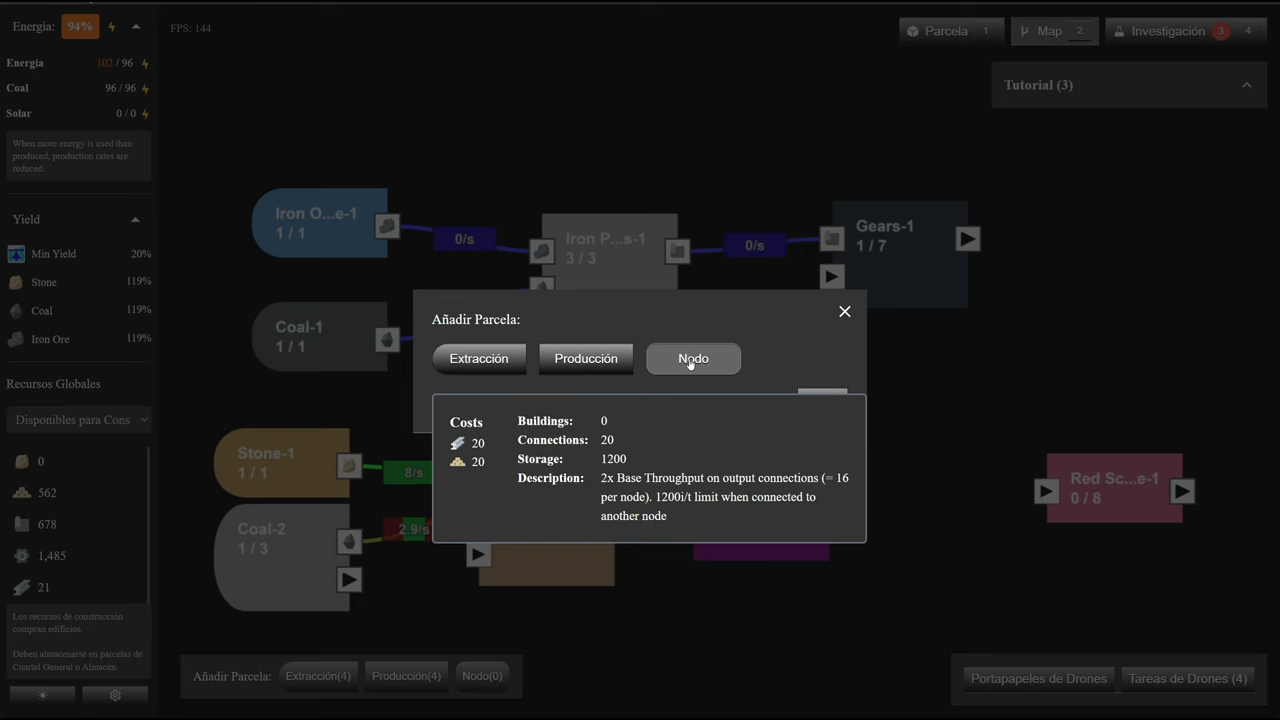 Energia: 94%
FPS: 144
Parcela 1
Map 2
Investigación 3 4
Energia 102 / 96
Coal 96 / 96
Solar 0 / 0
When more energy is used than
produced, production rates are
reduced.
Tutorial (3)
Yield
Min Yield 20%
Stone 119%
Coal 119%
Iron Ore 119%
Recursos Globales
Disponibles para Cons
0
562
678
1,485
21
Los recursos de construcción
compran edificios.
Deben almacenarse en parcelas de
Cuartel General o Almacén.
Iron O...e-1
1 / 1
0/s
Iron P...s-1
3 / 3
0/s
Gears-1
1 / 7
Coal-1
1 / 1
Stone-1
1 / 1
8/s
Coal-2
1 / 3
2.9/s
Red Sc...e-1
0 / 8
Añadir Parcela:
Extracción
Producción
Nodo
Costs
20
20
Buildings: 0
Connections: 20
Storage: 1200
Description: 2x Base Throughput on output connections (= 16
per node). 1200i/t limit when connected to
another node
Añadir Parcela: Extracción(4) Producción(4) Nodo(0)
Portapapeles de Drones
Tareas de Drones (4)